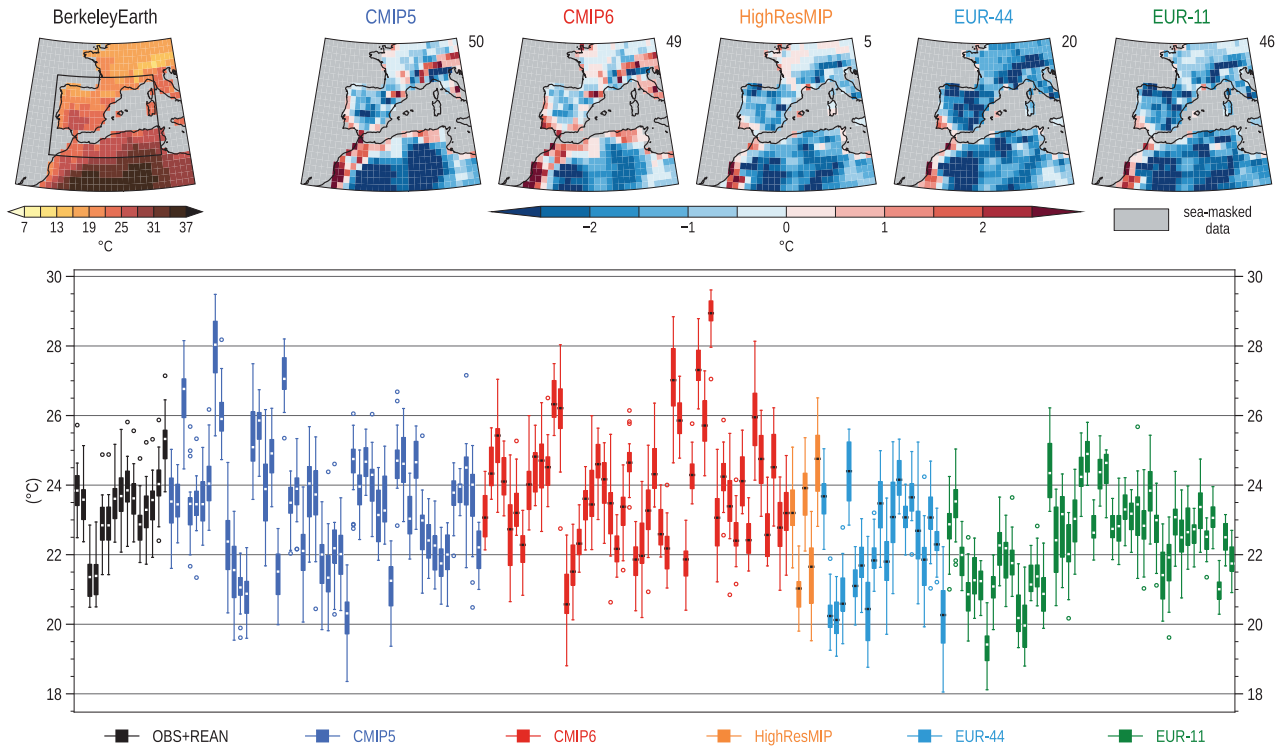 BerkeleyEarth CMIP5 CMIP6 HighResMIP EUR-44 EUR-11
50 49 5 20 46
7 13 19 25 31 37
°C
−2 −1 0 1 2
°C
sea-masked
data
30 30
28 28
26 26
24 24
22 22
20 20
18 18
(°C)
OBS+REAN CMIP5 CMIP6 HighResMIP EUR-44 EUR-11